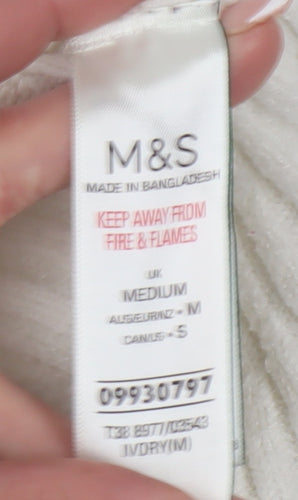 M&S
MADE IN BANGLADESH
KEEP AWAY FROM
FIRE & FLAMES
UK
MEDIUM
AUS/EUR/NZ - M
CAN/US - S
09930797
T38 8977/03543
IVORY(M)